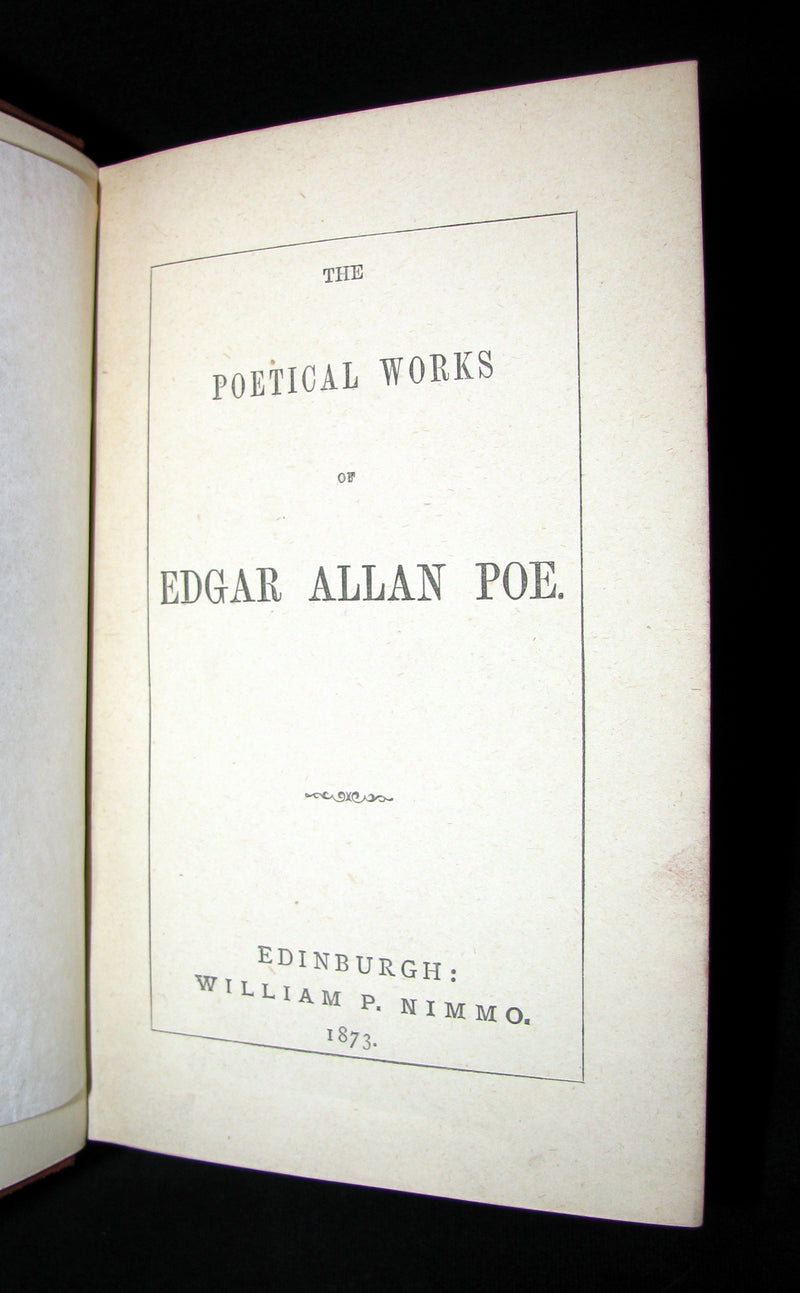 THE
POETICAL WORKS
OF
EDGAR ALLAN POE.
EDINBURGH:
WILLIAM P. NIMMO.
1873.